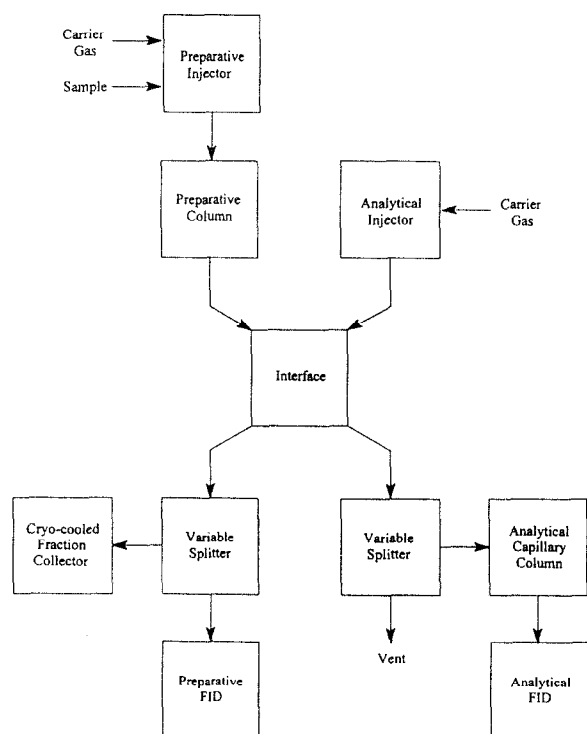 Carrier
Gas
Sample
Preparative
Injector
Preparative
Column
Analytical
Injector
Carrier
Gas
Interface
Cryo-cooled
Fraction
Collector
Variable
Splitter
Variable
Splitter
Analytical
Capillary
Column
Preparative
FID
Vent
Analytical
FID